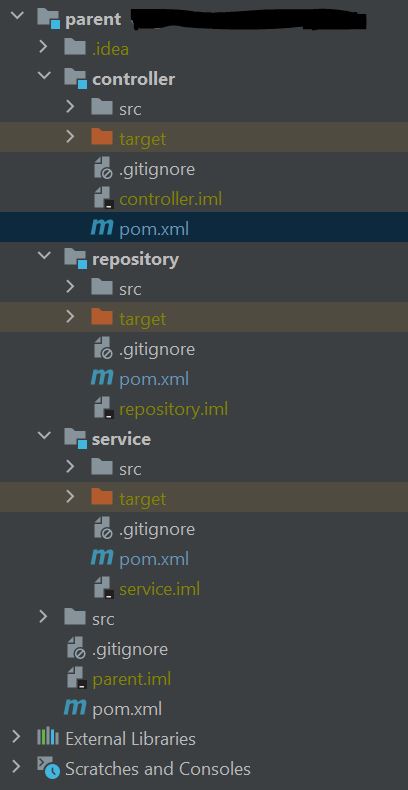 parent
.idea
controller
src
target
.gitignore
controller.iml
m pom.xml
repository
src
target
.gitignore
m pom.xml
repository.iml
service
src
target
.gitignore
m pom.xml
service.iml
src
.gitignore
parent.iml
m pom.xml
External Libraries
Scratches and Consoles